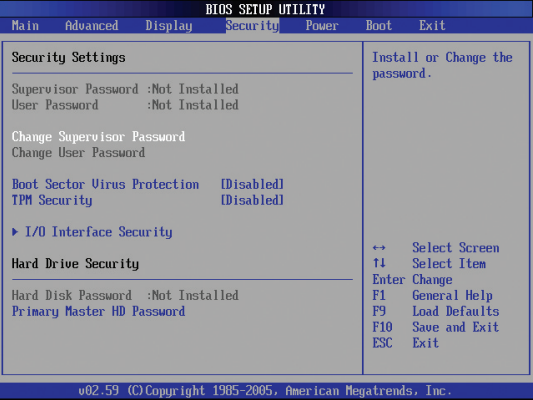 BIOS SETUP UTILITY
Main Advanced Display Security Power Boot Exit
Security Settings
Supervisor Password :Not Installed
User Password :Not Installed
Change Supervisor Password
Change User Password
Boot Sector Virus Protection [Disabled]
TPM Security [Disabled]
I/O Interface Security
Hard Drive Security
Hard Disk Password :Not Installed
Primary Master HD Password
Install or Change the
password.
↔ Select Screen
↑↓ Select Item
Enter Change
F1 General Help
F9 Load Defaults
F10 Save and Exit
ESC Exit
v02.59 (C)Copyright 1985-2005, American Megatrends, Inc.